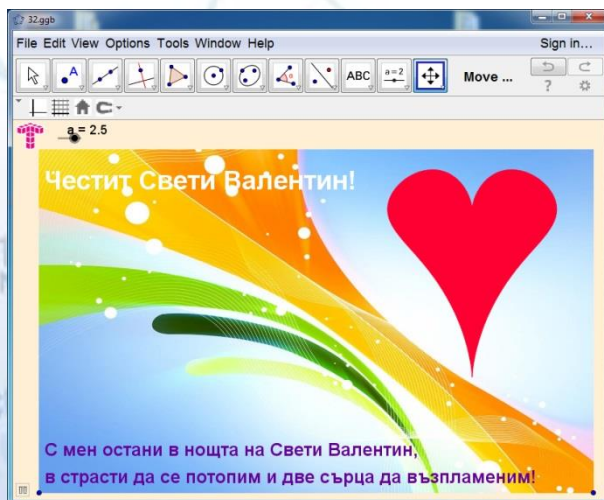 32.ggb
File Edit View Options Tools Window Help Sign in...
A ABC a=2 Move ... ?
a = 2.5
Честит Свети Валентин!
С мен остани в нощта на Свети Валентин,
в страсти да се потопим и две сърца да възпламеним!